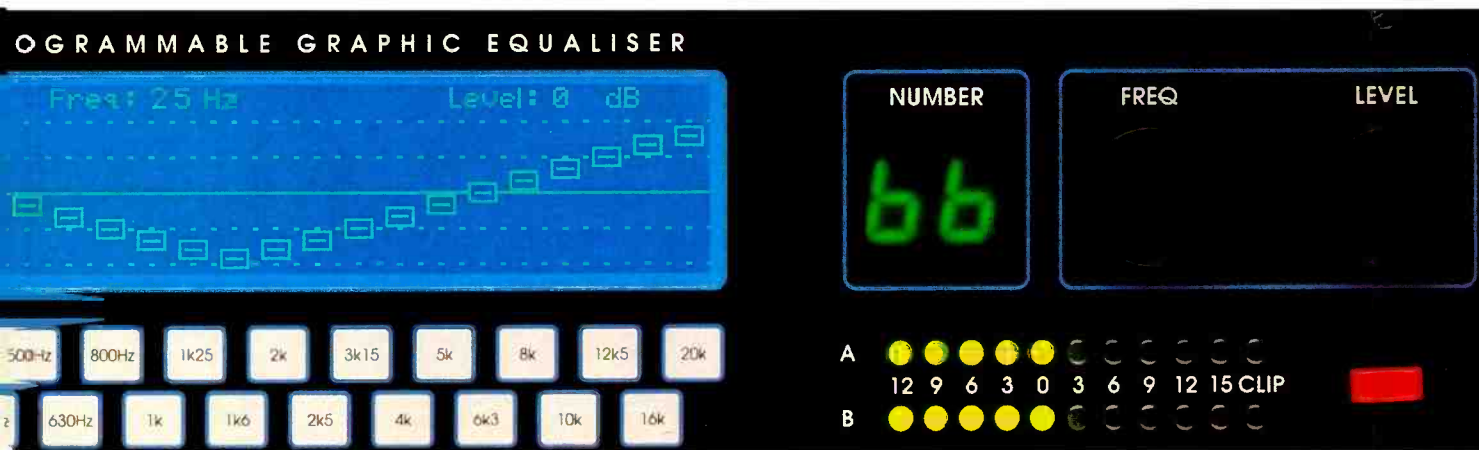 OGRAMMABLE GRAPHIC EQUALISER
Freq: 25 Hz Level: 0 dB
NUMBER
FREQ LEVEL
66
500Hz 800Hz 1k25 2k 3k15 5k 8k 12k5 20k
z 630Hz 1k 1k6 2k5 4k 6k3 10k 16k
A
12 9 6 3 0 3 6 9 12 15 CLIP
B